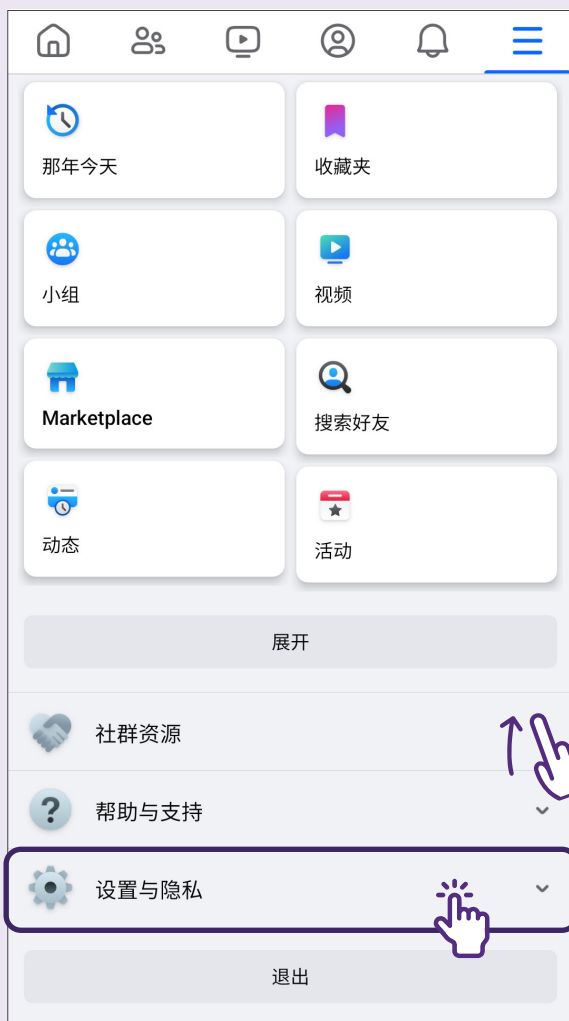 那年今天
收藏夹
小组
视频
Marketplace
搜索好友
动态
活动
展开
社群资源
?
帮助与支持
设置与隐私
退出